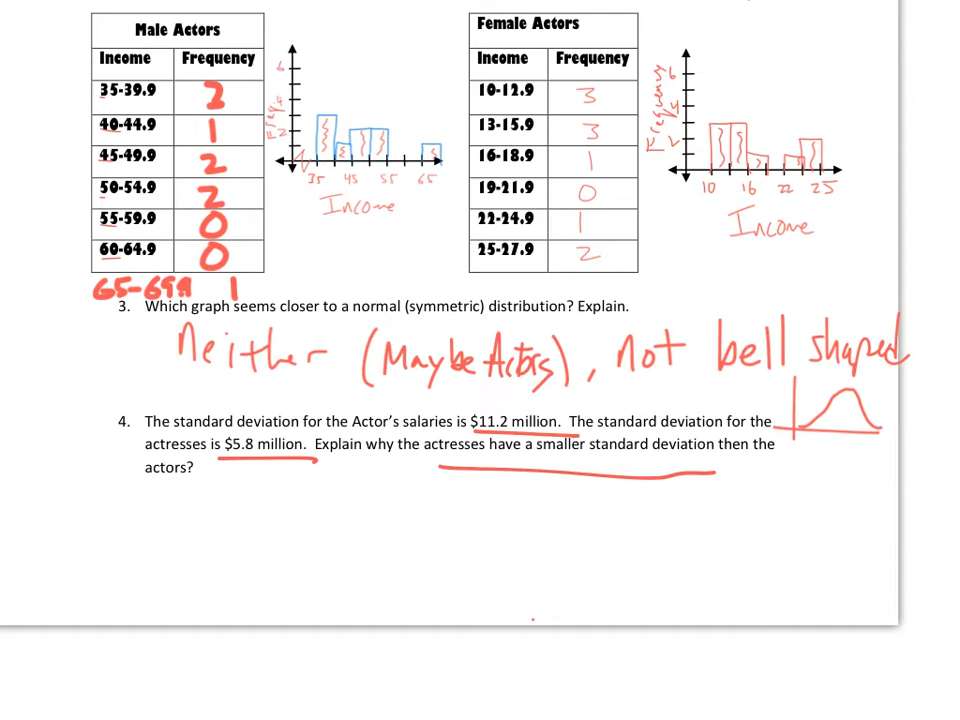 Male Actors
Income Frequency
35-39.9 2
40-44.9 1
45-49.9 2
50-54.9 2
55-59.9 0
60-64.9 0
65-69.9 1
6
2
Freq.
35 45 55 65
Income
Female Actors
Income Frequency
10-12.9 3
13-15.9 3
16-18.9 1
19-21.9 0
22-24.9 1
25-27.9 2
Frequency
6
2
10 16 22 25
Income
3. Which graph seems closer to a normal (symmetric) distribution? Explain.
Neither (Maybe Actors), not bell shaped
4. The standard deviation for the Actor's salaries is $11.2 million. The standard deviation for the
actresses is $5.8 million. Explain why the actresses have a smaller standard deviation then the
actors?